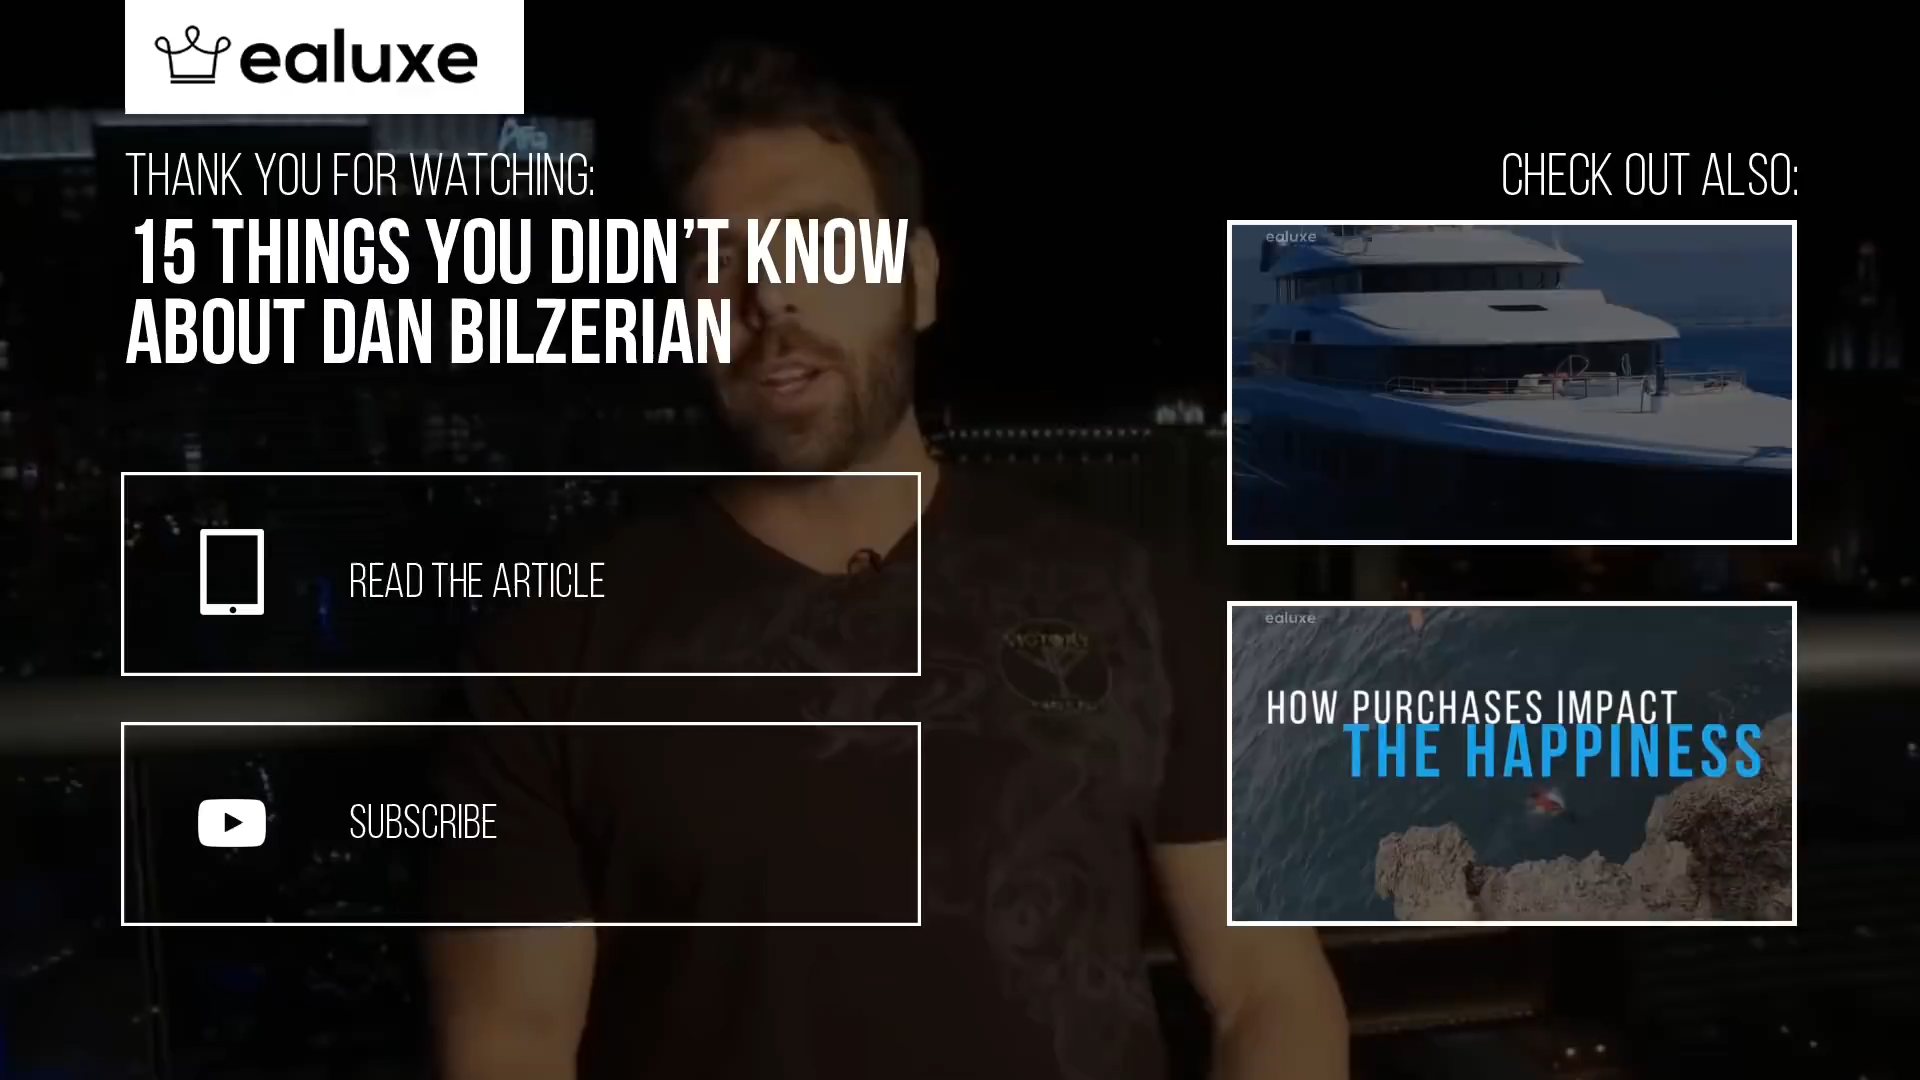 ealuxe
THANK YOU FOR WATCHING:
15 THINGS YOU DIDN'T KNOW
ABOUT DAN BILZERIAN
READ THE ARTICLE
SUBSCRIBE
CHECK OUT ALSO:
ealuxe
ealuxe
HOW PURCHASES IMPACT
THE HAPPINESS
VICTORY